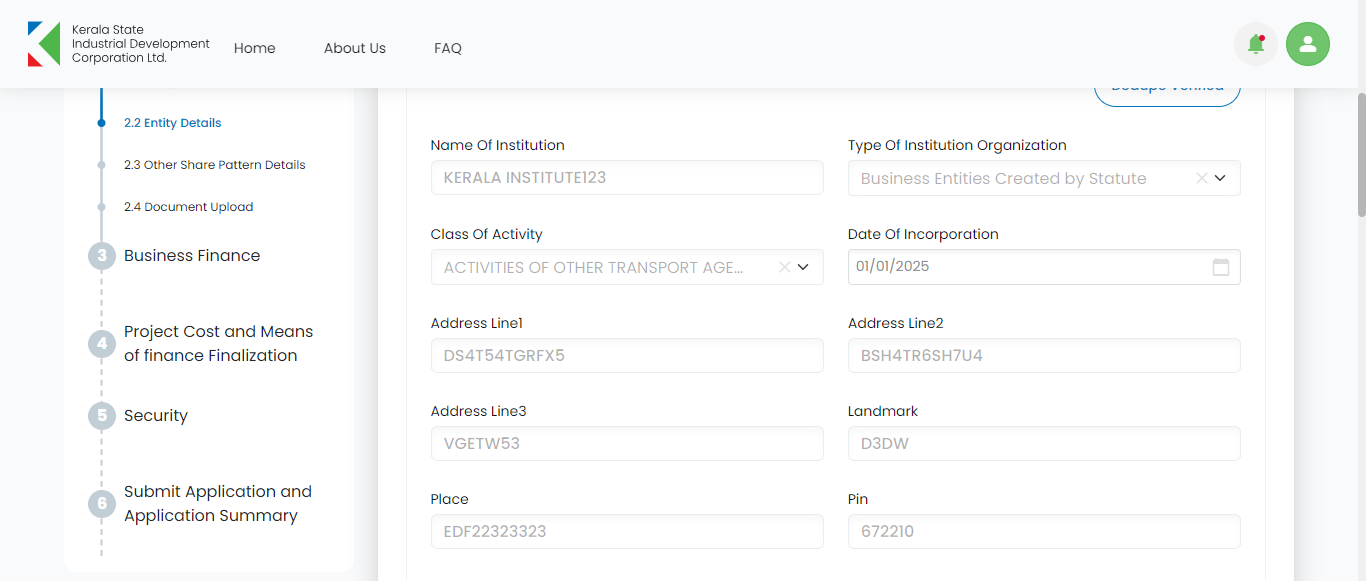 Kerala State
Industrial Development
Corporation Ltd.
Home
About Us
FAQ
2.2 Entity Details
2.3 Other Share Pattern Details
2.4 Document Upload
3 Business Finance
4 Project Cost and Means
of finance Finalization
5 Security
6 Submit Application and
Application Summary
Dedupe Verified
Name Of Institution
KERALA INSTITUTE123
Type Of Institution Organization
Business Entities Created by Statute
Class Of Activity
ACTIVITIES OF OTHER TRANSPORT AGE...
Date Of Incorporation
01/01/2025
Address Line1
DS4T54TGRFX5
Address Line2
BSH4TR6SH7U4
Address Line3
VGETW53
Landmark
D3DW
Place
EDF22323323
Pin
672210